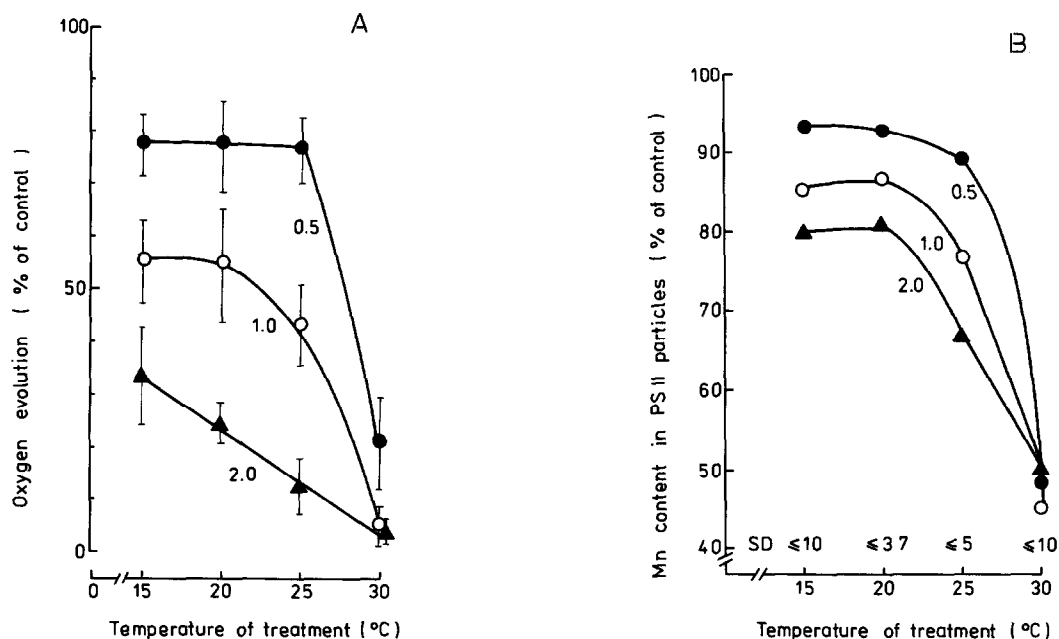 A
100
50
0
Oxygen evolution ( % of control )
0.5
1.0
2.0
0 15 20 25 30
Temperature of treatment (°C)
B
100
90
80
70
60
50
40
Mn content in PS II particles (% of control)
0.5
1.0
2.0
SD ⩽10 ⩽3 7 ⩽5 ⩽10
15 20 25 30
Temperature of treatment (°C)